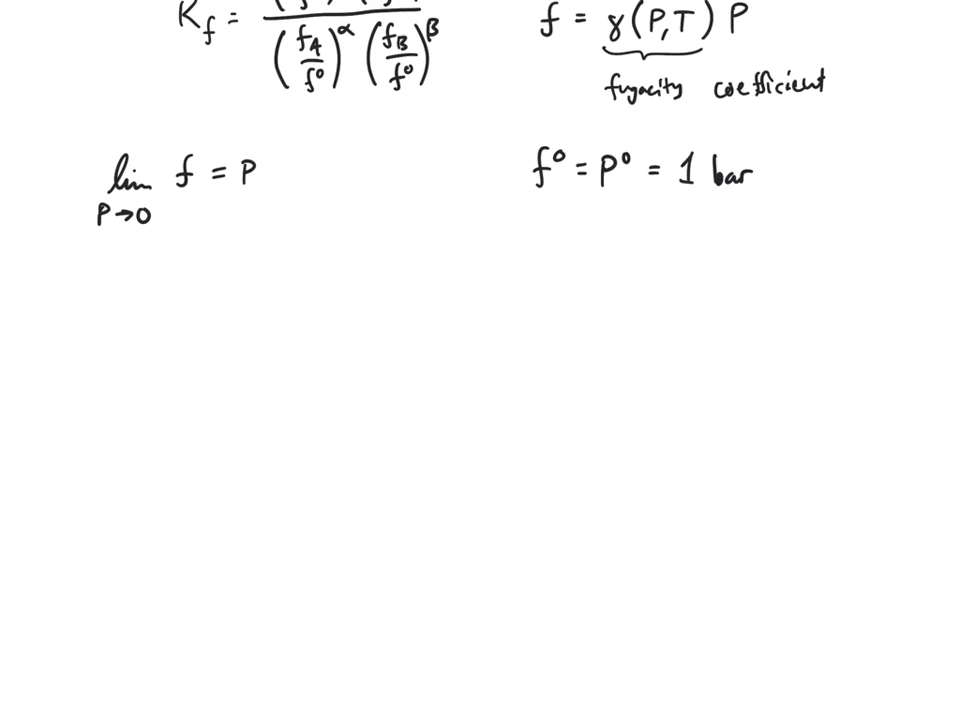 K_f = / (f_A/f°)^α (f_B/f°)^β
f = γ(P,T) P
fugacity coefficient
lim f = P
P→0
f° = P° = 1 bar